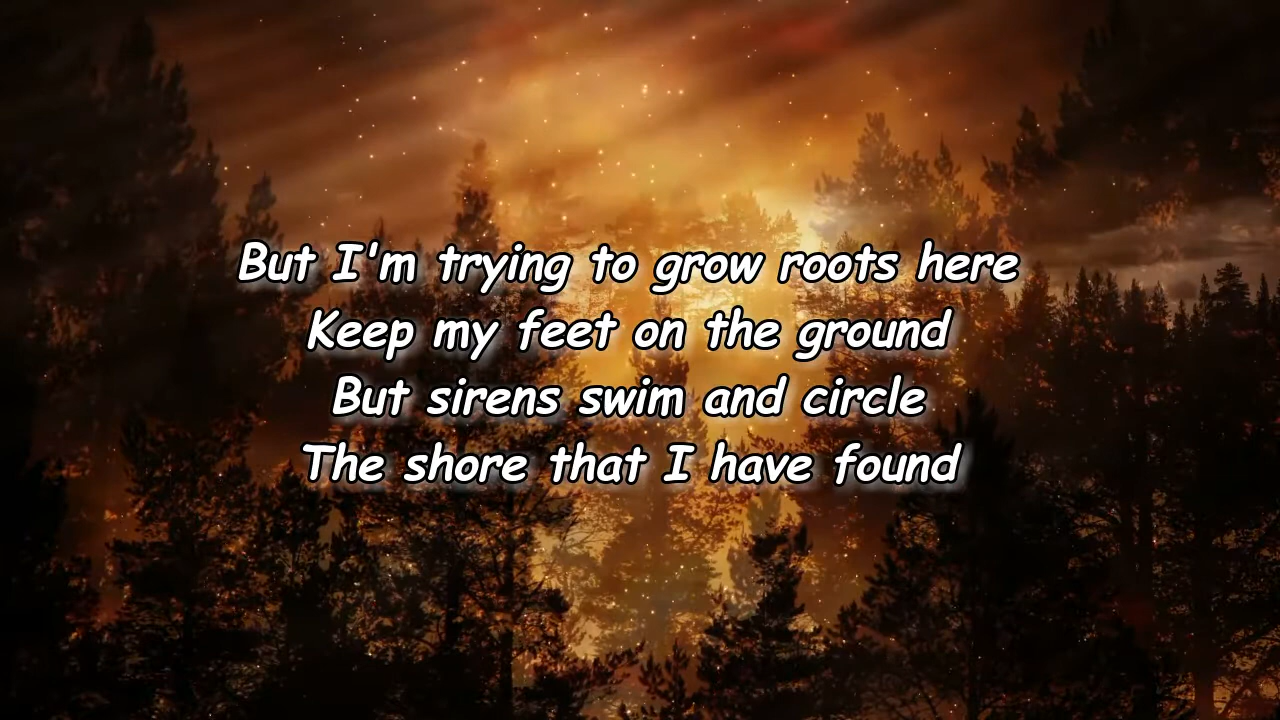 But I'm trying to grow roots here
Keep my feet on the ground
But sirens swim and circle
The shore that I have found